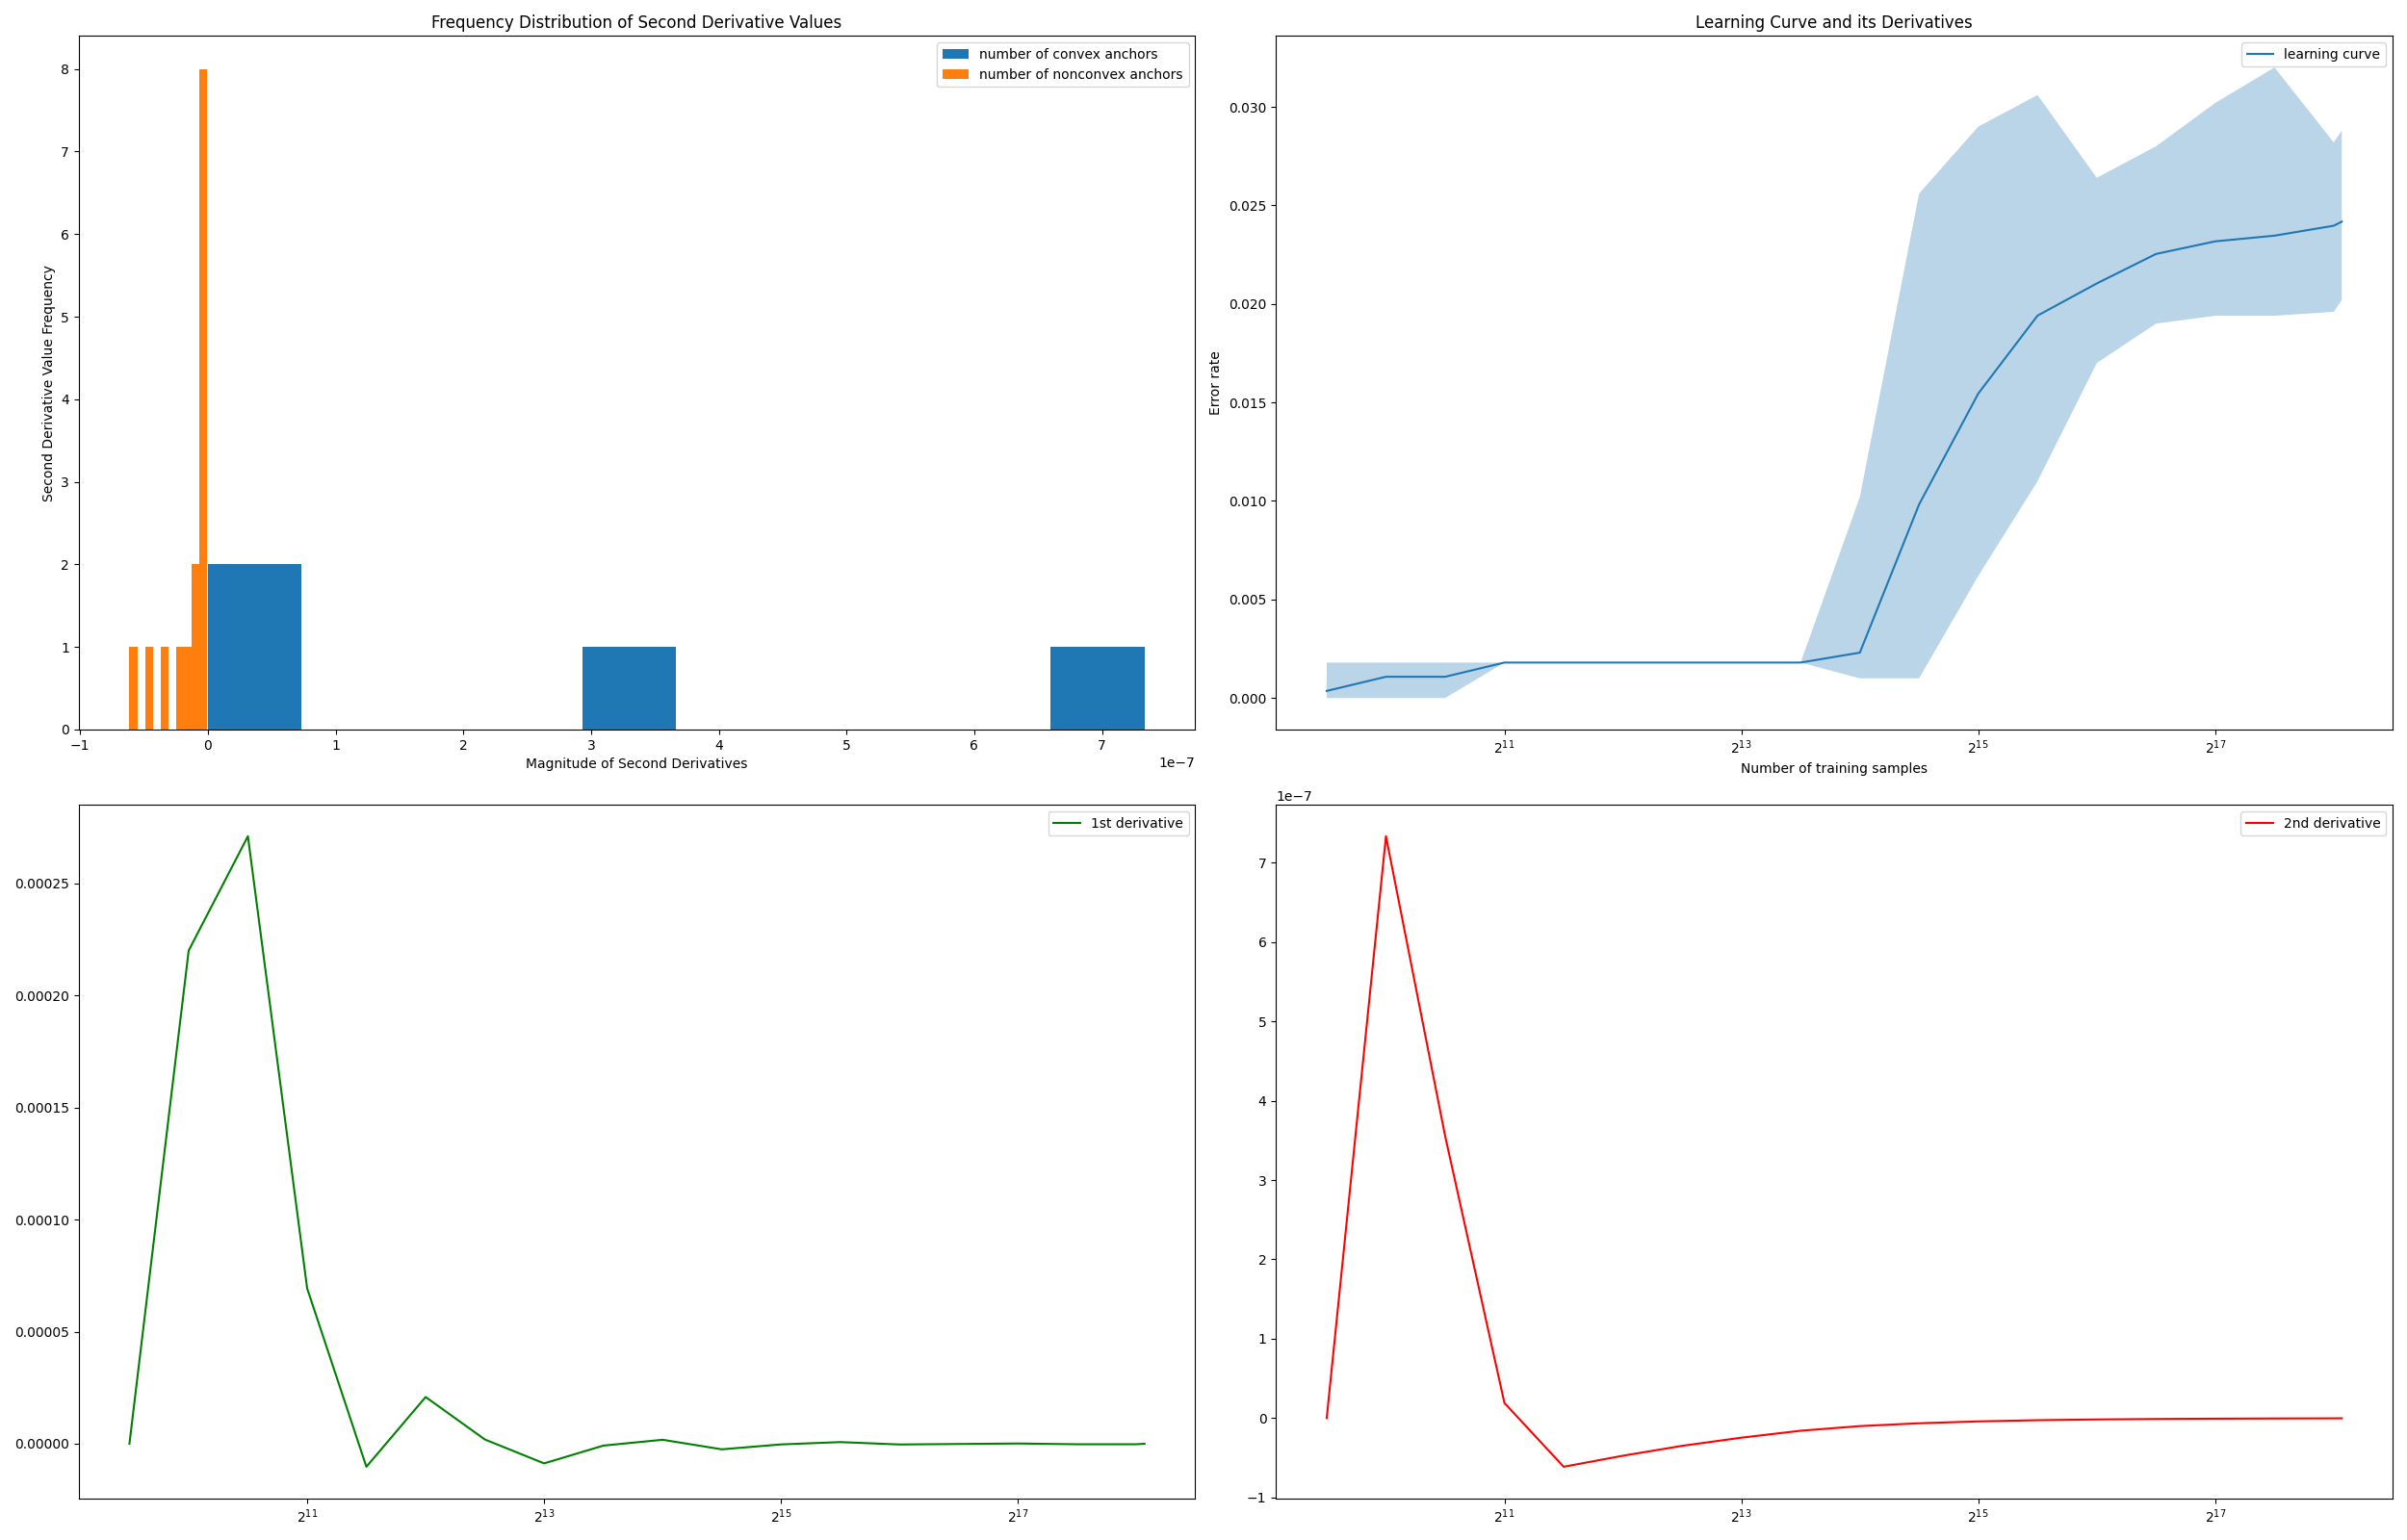 Frequency Distribution of Second Derivative Values
number of convex anchors
number of nonconvex anchors
8
7
6
5
4
3
2
1
0
Second Derivative Value Frequency
−1 0 1 2 3 4 5 6 7
1e−7
Magnitude of Second Derivatives
Learning Curve and its Derivatives
learning curve
0.030
0.025
0.020
0.015
0.010
0.005
0.000
Error rate
2^11 2^13 2^15 2^17
Number of training samples
1st derivative
0.00025
0.00020
0.00015
0.00010
0.00005
0.00000
2^11 2^13 2^15 2^17
1e−7
2nd derivative
7
6
5
4
3
2
1
0
−1
2^11 2^13 2^15 2^17